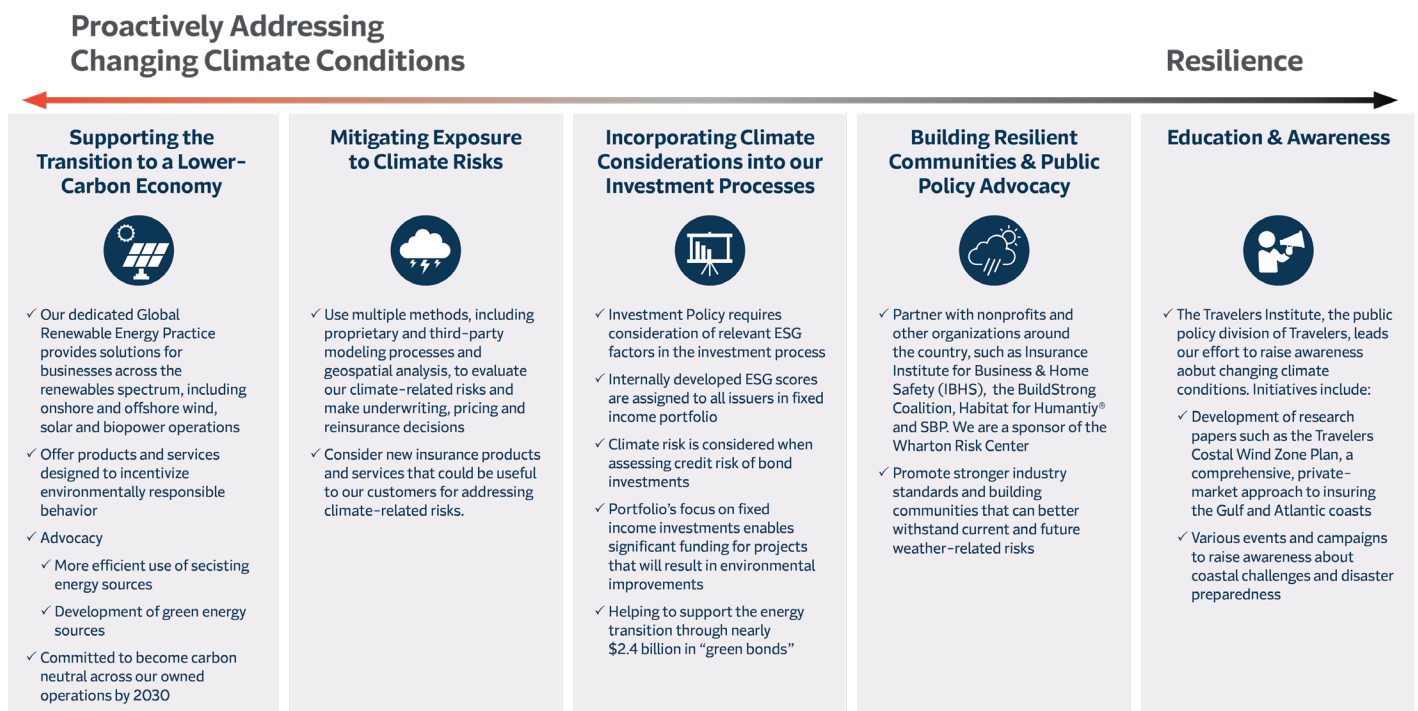 Proactively Addressing
Changing Climate Conditions
Resilience
Supporting the
Transition to a Lower-
Carbon Economy
✓ Our dedicated Global
Renewable Energy Practice
provides solutions for
businesses across the
renewables spectrum, including
onshore and offshore wind,
solar and biopower operations
✓ Offer products and services
designed to incentivize
environmentally responsible
behavior
✓ Advocacy
✓ More efficient use of secisting
energy sources
✓ Development of green energy
sources
✓ Committed to become carbon
neutral across our owned
operations by 2030
Mitigating Exposure
to Climate Risks
✓ Use multiple methods, including
proprietary and third-party
modeling processes and
geospatial analysis, to evaluate
our climate-related risks and
make underwriting, pricing and
reinsurance decisions
✓ Consider new insurance products
and services that could be useful
to our customers for addressing
climate-related risks.
Incorporating Climate
Considerations into our
Investment Processes
✓ Investment Policy requires
consideration of relevant ESG
factors in the investment process
✓ Internally developed ESG scores
are assigned to all issuers in fixed
income portfolio
✓ Climate risk is considered when
assessing credit risk of bond
investments
✓ Portfolio's focus on fixed
income investments enables
significant funding for projects
that will result in environmental
improvements
✓ Helping to support the energy
transition through nearly
$2.4 billion in “green bonds”
Building Resilient
Communities & Public
Policy Advocacy
✓ Partner with nonprofits and
other organizations around
the country, such as Insurance
Institute for Business & Home
Safety (IBHS), the BuildStrong
Coalition, Habitat for Humantiy®
and SBP. We are a sponsor of the
Wharton Risk Center
✓ Promote stronger industry
standards and building
communities that can better
withstand current and future
weather-related risks
Education & Awareness
✓ The Travelers Institute, the public
policy division of Travelers, leads
our effort to raise awareness
aobut changing climate
conditions. Initiatives include:
✓ Development of research
papers such as the Travelers
Costal Wind Zone Plan, a
comprehensive, private-
market approach to insuring
the Gulf and Atlantic coasts
✓ Various events and campaigns
to raise awareness about
coastal challenges and disaster
preparedness